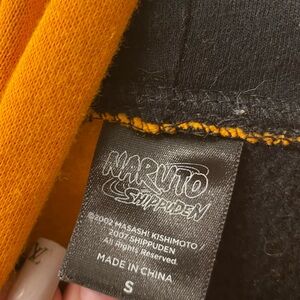 NARUTO
SHIPPUDEN
©2002 MASASHI KISHIMOTO /
2007 SHIPPUDEN
All Rights Reserved.
MADE IN CHINA
S